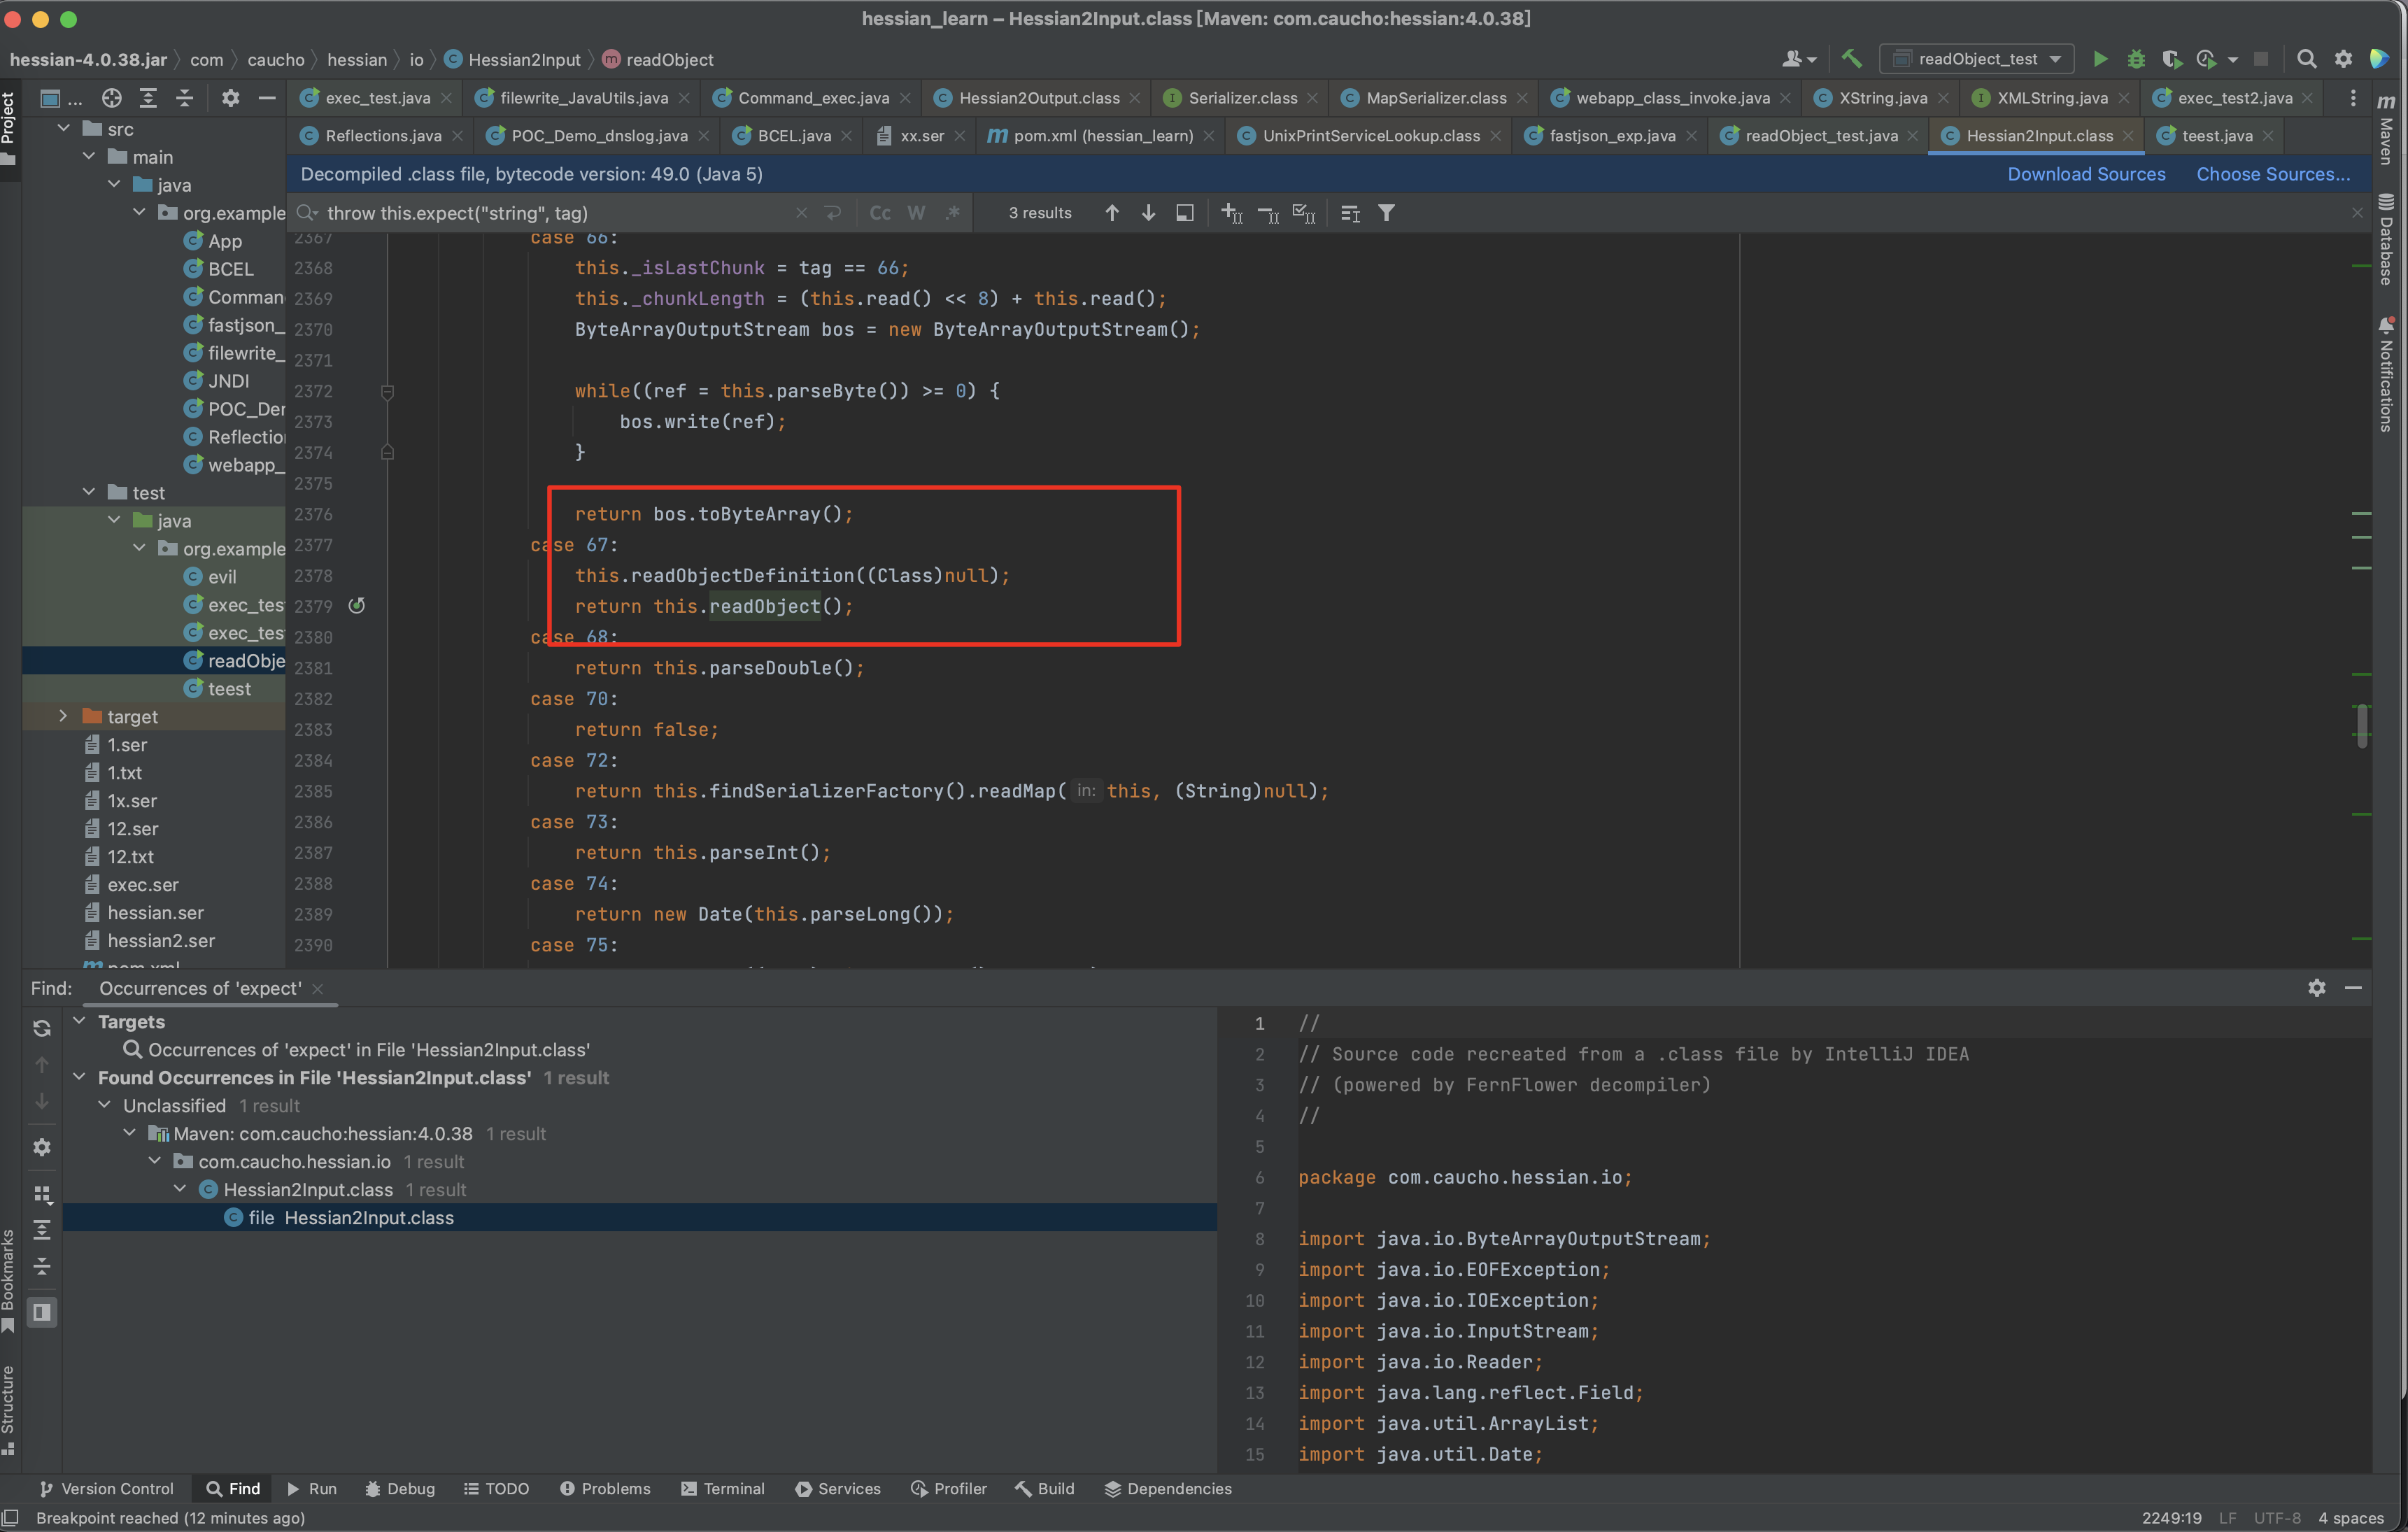 hessian_learn – Hessian2Input.class [Maven: com.caucho:hessian:4.0.38]
hessian-4.0.38.jar
com
caucho
hessian
io
Hessian2Input
readObject
readObject_test
Project
...
exec_test.java
filewrite_JavaUtils.java
Command_exec.java
Hessian2Output.class
Serializer.class
MapSerializer.class
webapp_class_invoke.java
XString.java
XMLString.java
exec_test2.java
Reflections.java
POC_Demo_dnslog.java
BCEL.java
xx.ser
pom.xml (hessian_learn)
UnixPrintServiceLookup.class
fastjson_exp.java
readObject_test.java
Hessian2Input.class
teest.java
Decompiled .class file, bytecode version: 49.0 (Java 5)
Download Sources
Choose Sources...
throw this.expect("string", tag)
Cc
W
.*
3 results
src
main
java
org.example
App
BCEL
Comman
fastjson_
filewrite_
JNDI
POC_Der
Reflectio
webapp_
test
java
org.example
evil
exec_tes
exec_tes
readObje
teest
target
1.ser
1.txt
1x.ser
12.ser
12.txt
exec.ser
hessian.ser
hessian2.ser
pom.xml
2367 case 66:
2368 this._isLastChunk = tag == 66;
2369 this._chunkLength = (this.read() << 8) + this.read();
2370 ByteArrayOutputStream bos = new ByteArrayOutputStream();
2371
2372 while((ref = this.parseByte()) >= 0) {
2373 bos.write(ref);
2374 }
2375
2376 return bos.toByteArray();
2377 case 67:
2378 this.readObjectDefinition((Class)null);
2379 return this.readObject();
2380 case 68:
2381 return this.parseDouble();
2382 case 70:
2383 return false;
2384 case 72:
2385 return this.findSerializerFactory().readMap( in: this, (String)null);
2386 case 73:
2387 return this.parseInt();
2388 case 74:
2389 return new Date(this.parseLong());
2390 case 75:
Maven
Database
Notifications
Find:
Occurrences of 'expect'
Targets
Occurrences of 'expect' in File 'Hessian2Input.class'
Found Occurrences in File 'Hessian2Input.class' 1 result
Unclassified 1 result
Maven: com.caucho:hessian:4.0.38 1 result
com.caucho.hessian.io 1 result
Hessian2Input.class 1 result
file Hessian2Input.class
1 //
2 // Source code recreated from a .class file by IntelliJ IDEA
3 // (powered by FernFlower decompiler)
4 //
5
6 package com.caucho.hessian.io;
7
8 import java.io.ByteArrayOutputStream;
9 import java.io.EOFException;
10 import java.io.IOException;
11 import java.io.InputStream;
12 import java.io.Reader;
13 import java.lang.reflect.Field;
14 import java.util.ArrayList;
15 import java.util.Date;
Bookmarks
Structure
Version Control
Find
Run
Debug
TODO
Problems
Terminal
Services
Profiler
Build
Dependencies
Breakpoint reached (12 minutes ago)
2249:19
LF
UTF-8
4 spaces